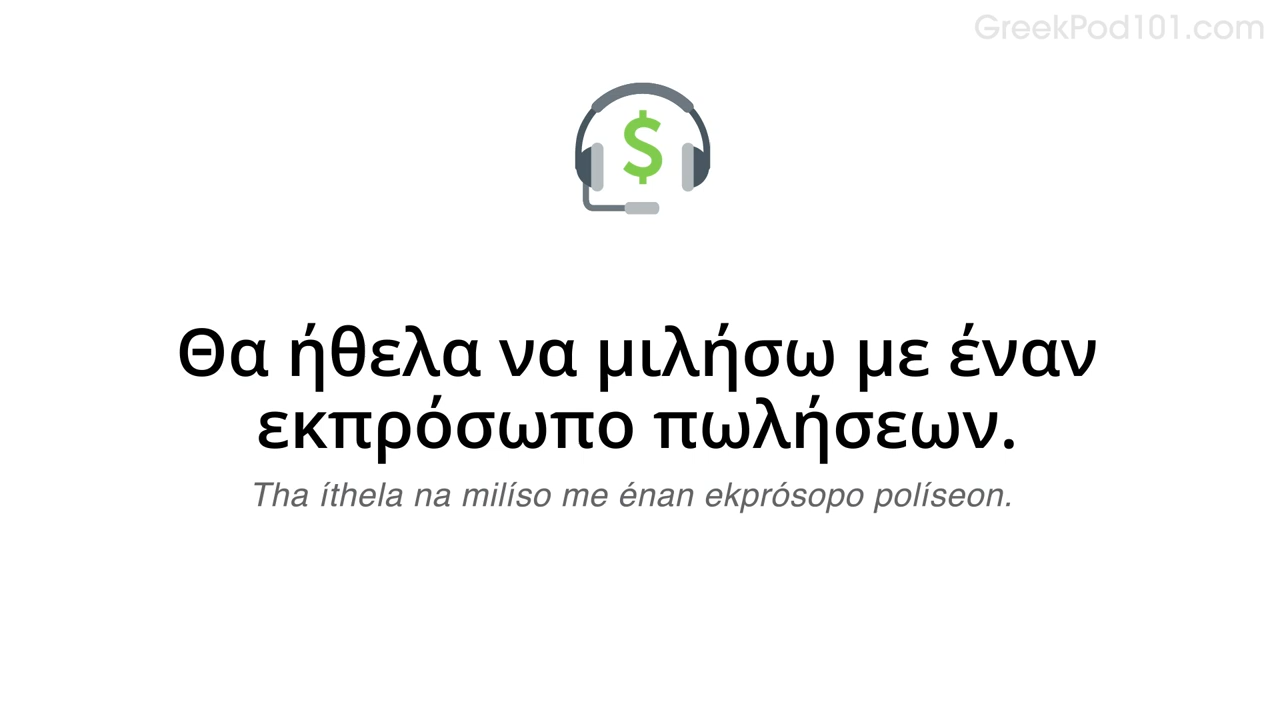 GreekPod101.com
$
Θα ήθελα να μιλήσω με έναν
εκπρόσωπο πωλήσεων.
Tha íthela na milíso me énan ekprósopo políseon.